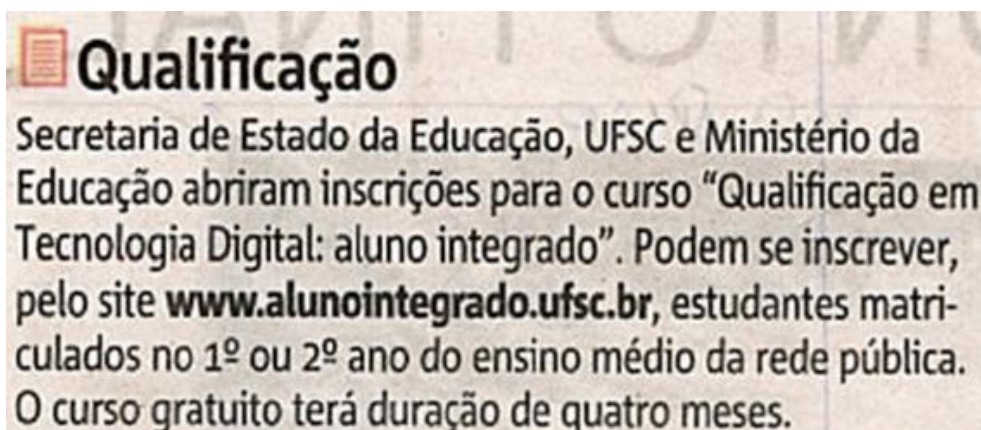 Qualificação
Secretaria de Estado da Educação, UFSC e Ministério da
Educação abriram inscrições para o curso “Qualificação em
Tecnologia Digital: aluno integrado”. Podem se inscrever,
pelo site www.alunointegrado.ufsc.br, estudantes matri-
culados no 1º ou 2º ano do ensino médio da rede pública.
O curso gratuito terá duração de quatro meses.